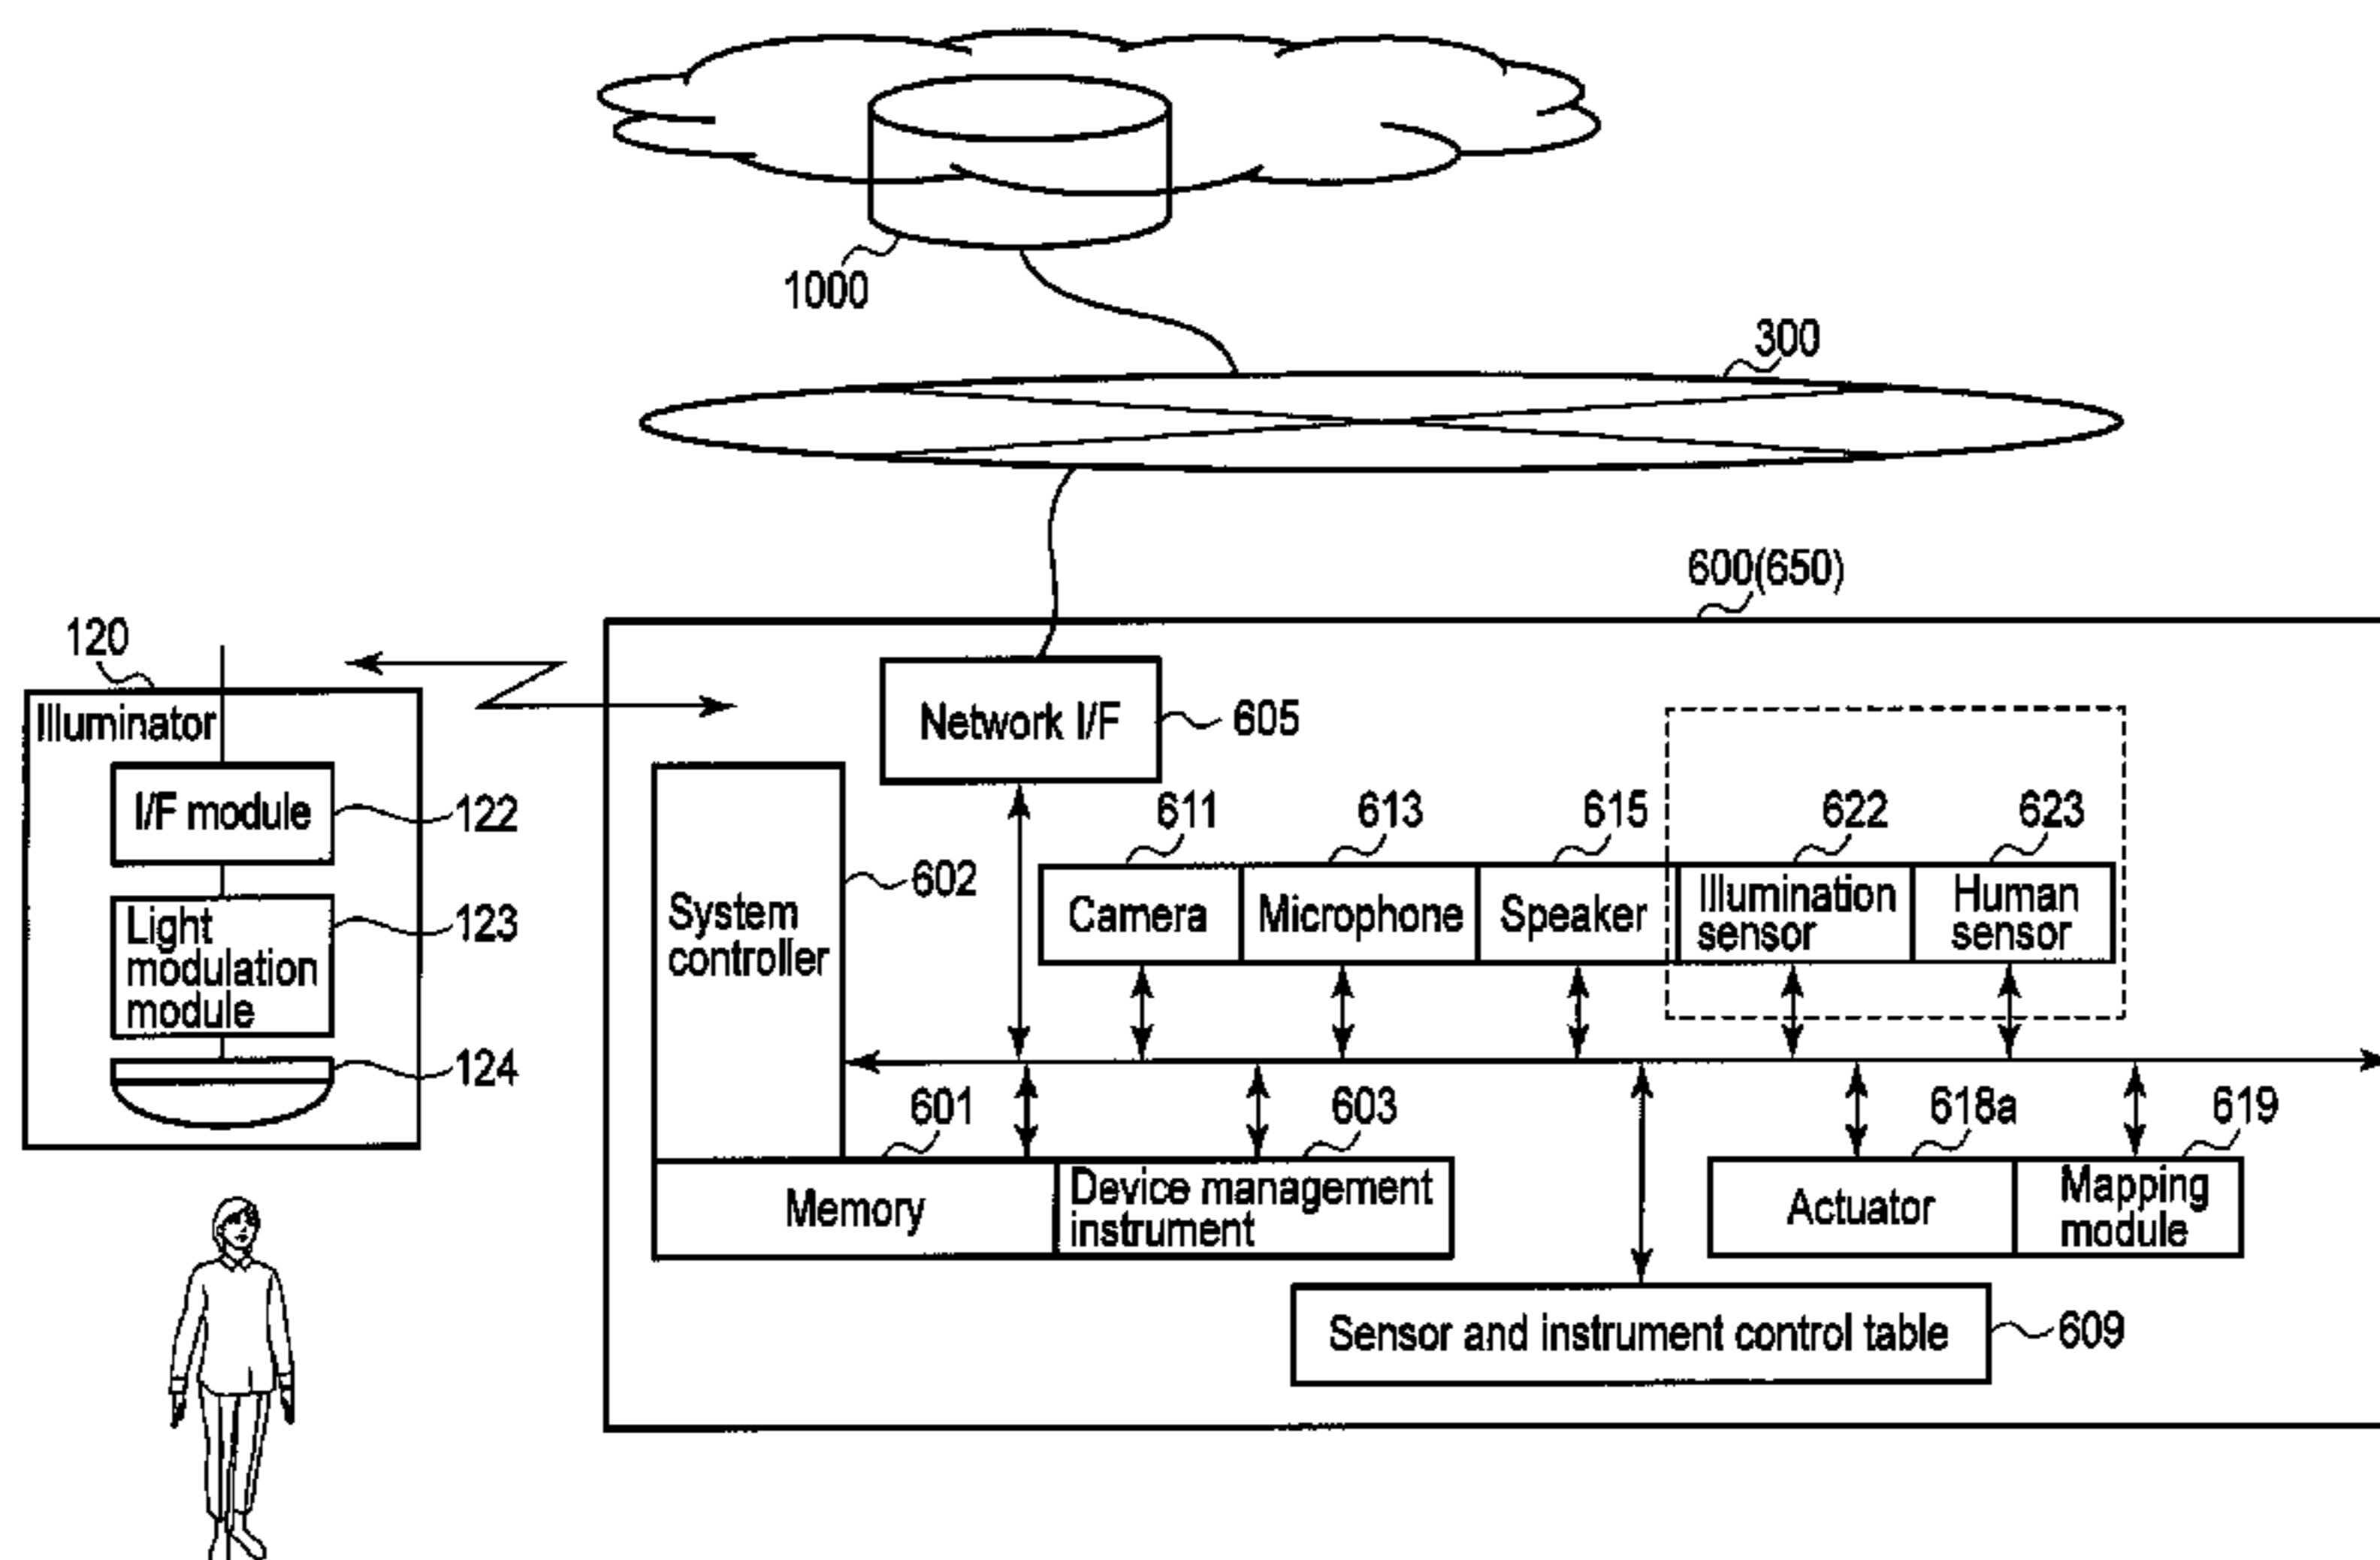 1000
300
600(650)
120
Illuminator
I/F module
122
Light
modulation
module
123
124
Network I/F
605
System
controller
602
611
613
615
622
623
Camera
Microphone
Speaker
Illumination
sensor
Human
sensor
601
603
618a
619
Memory
Device management
instrument
Actuator
Mapping
module
Sensor and instrument control table
609